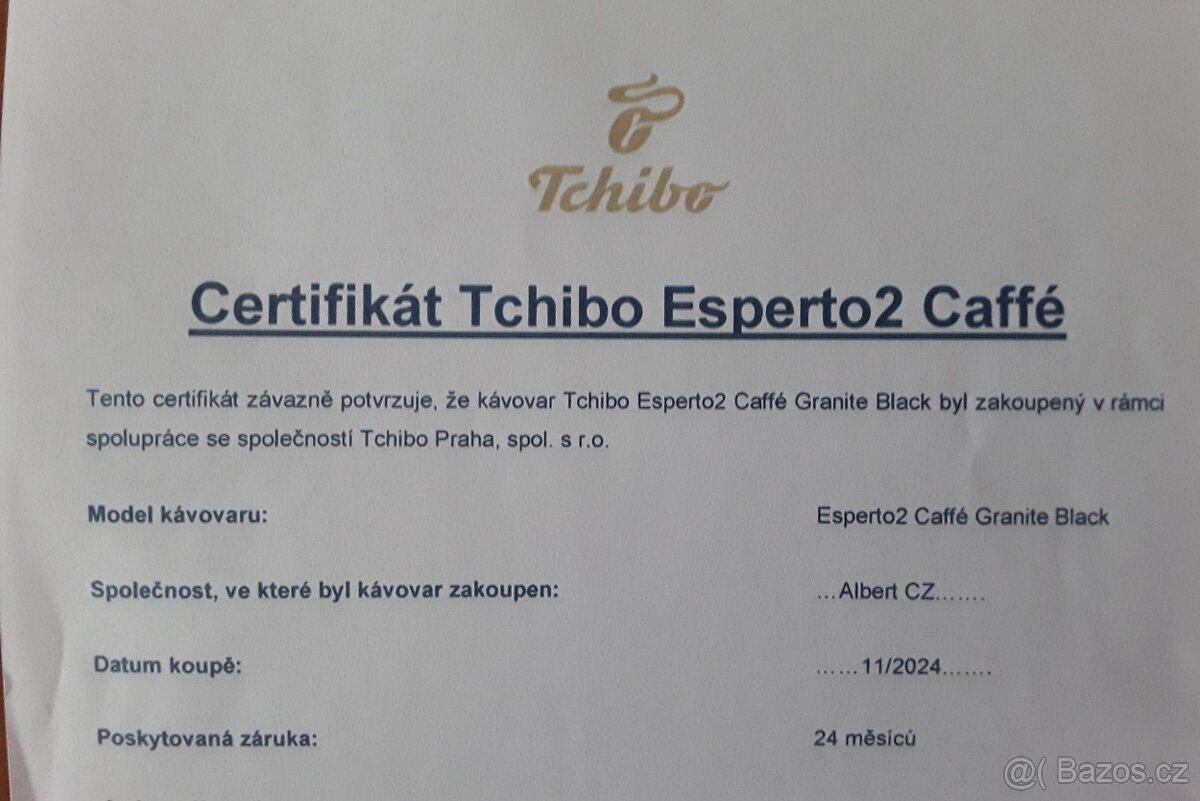 Tchibo
Certifikát Tchibo Esperto2 Caffé
Tento certifikát závazně potvrzuje, že kávovar Tchibo Esperto2 Caffé Granite Black byl zakoupený v rámci
spolupráce se společností Tchibo Praha, spol. s r.o.
Model kávovaru: Esperto2 Caffé Granite Black
Společnost, ve které byl kávovar zakoupen: …Albert CZ…….
Datum koupě: ……11/2024…….
Poskytovaná záruka: 24 měsíců
@( Bazos.cz